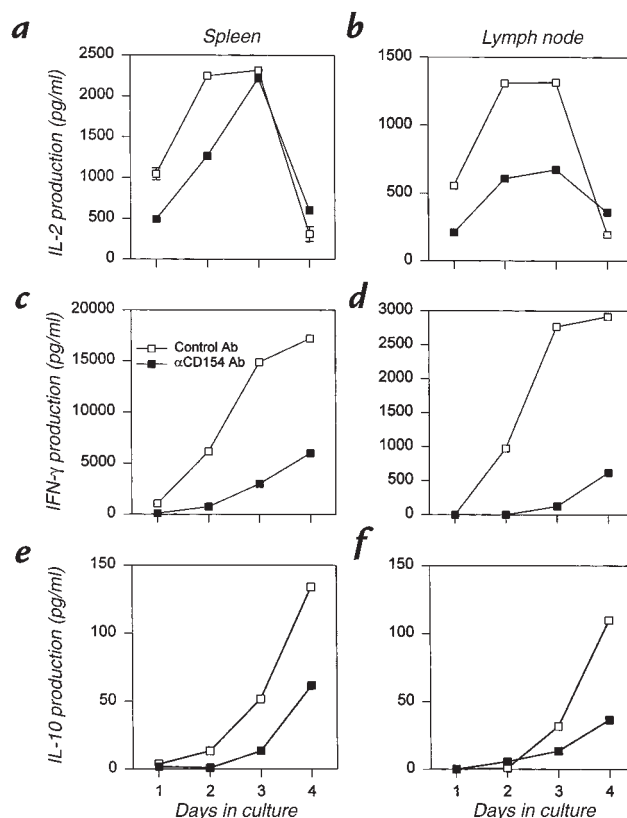 a
Spleen
b
Lymph node
IL-2 production (pg/ml)
2500
2000
1500
1000
500
0
1500
1000
500
0
c
d
IFN-γ production (pg/ml)
20000
15000
10000
5000
0
Control Ab
αCD154 Ab
3000
2500
2000
1500
1000
500
0
e
f
IL-10 production (pg/ml)
150
100
50
0
150
100
50
0
1 2 3 4
1 2 3 4
Days in culture
Days in culture